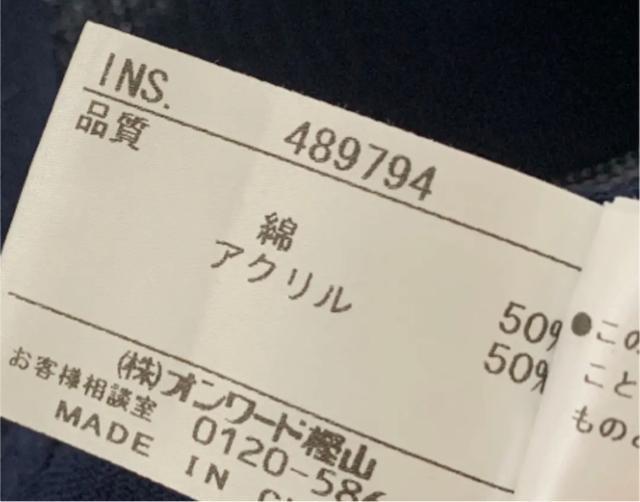 INS.
品質
489794
綿 50%
アクリル 50%
(株)オンワード樫山
お客様相談室 0120-586
MADE IN C
●この
こと
もの